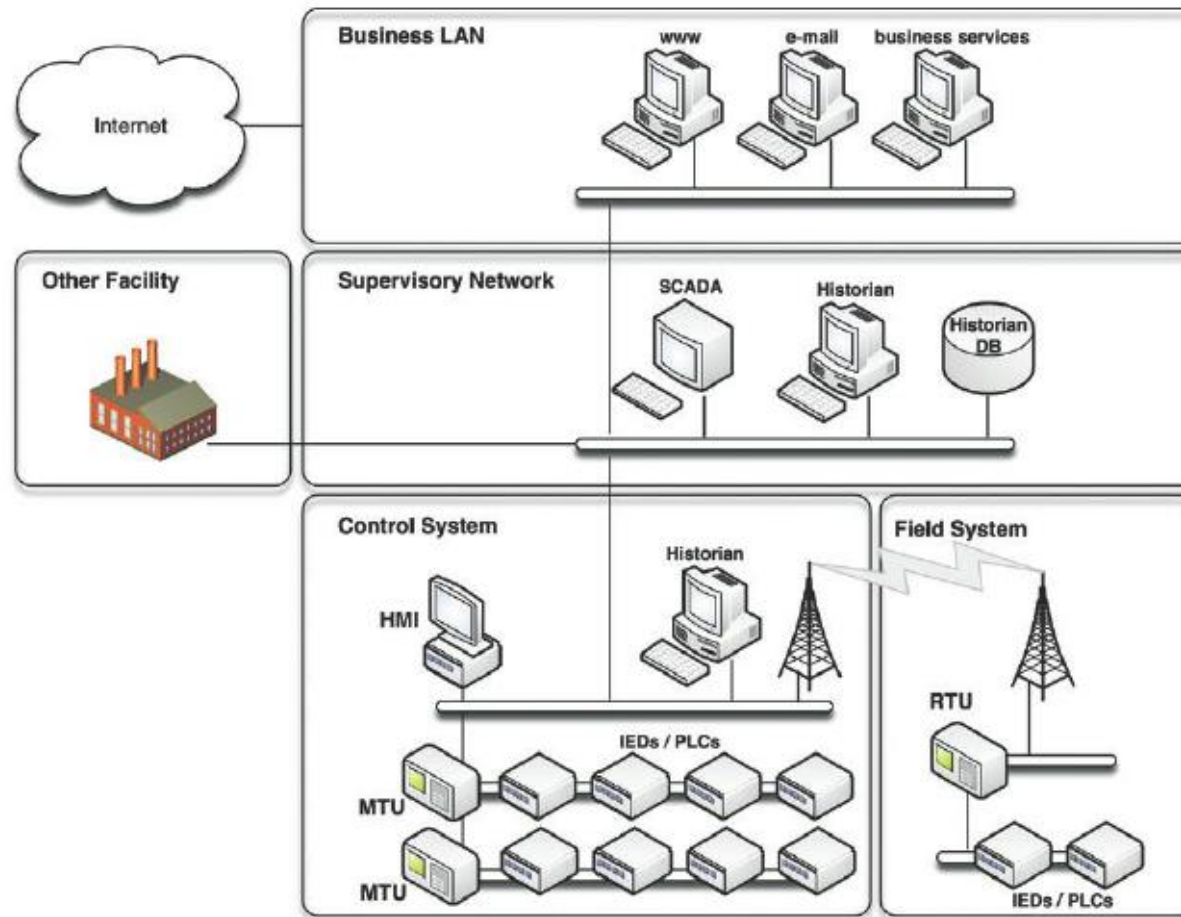 Business LAN
www
e-mail
business services
Internet
Other Facility
Supervisory Network
SCADA
Historian
Historian
DB
Control System
Historian
HMI
IEDs / PLCs
MTU
MTU
Field System
RTU
IEDs / PLCs